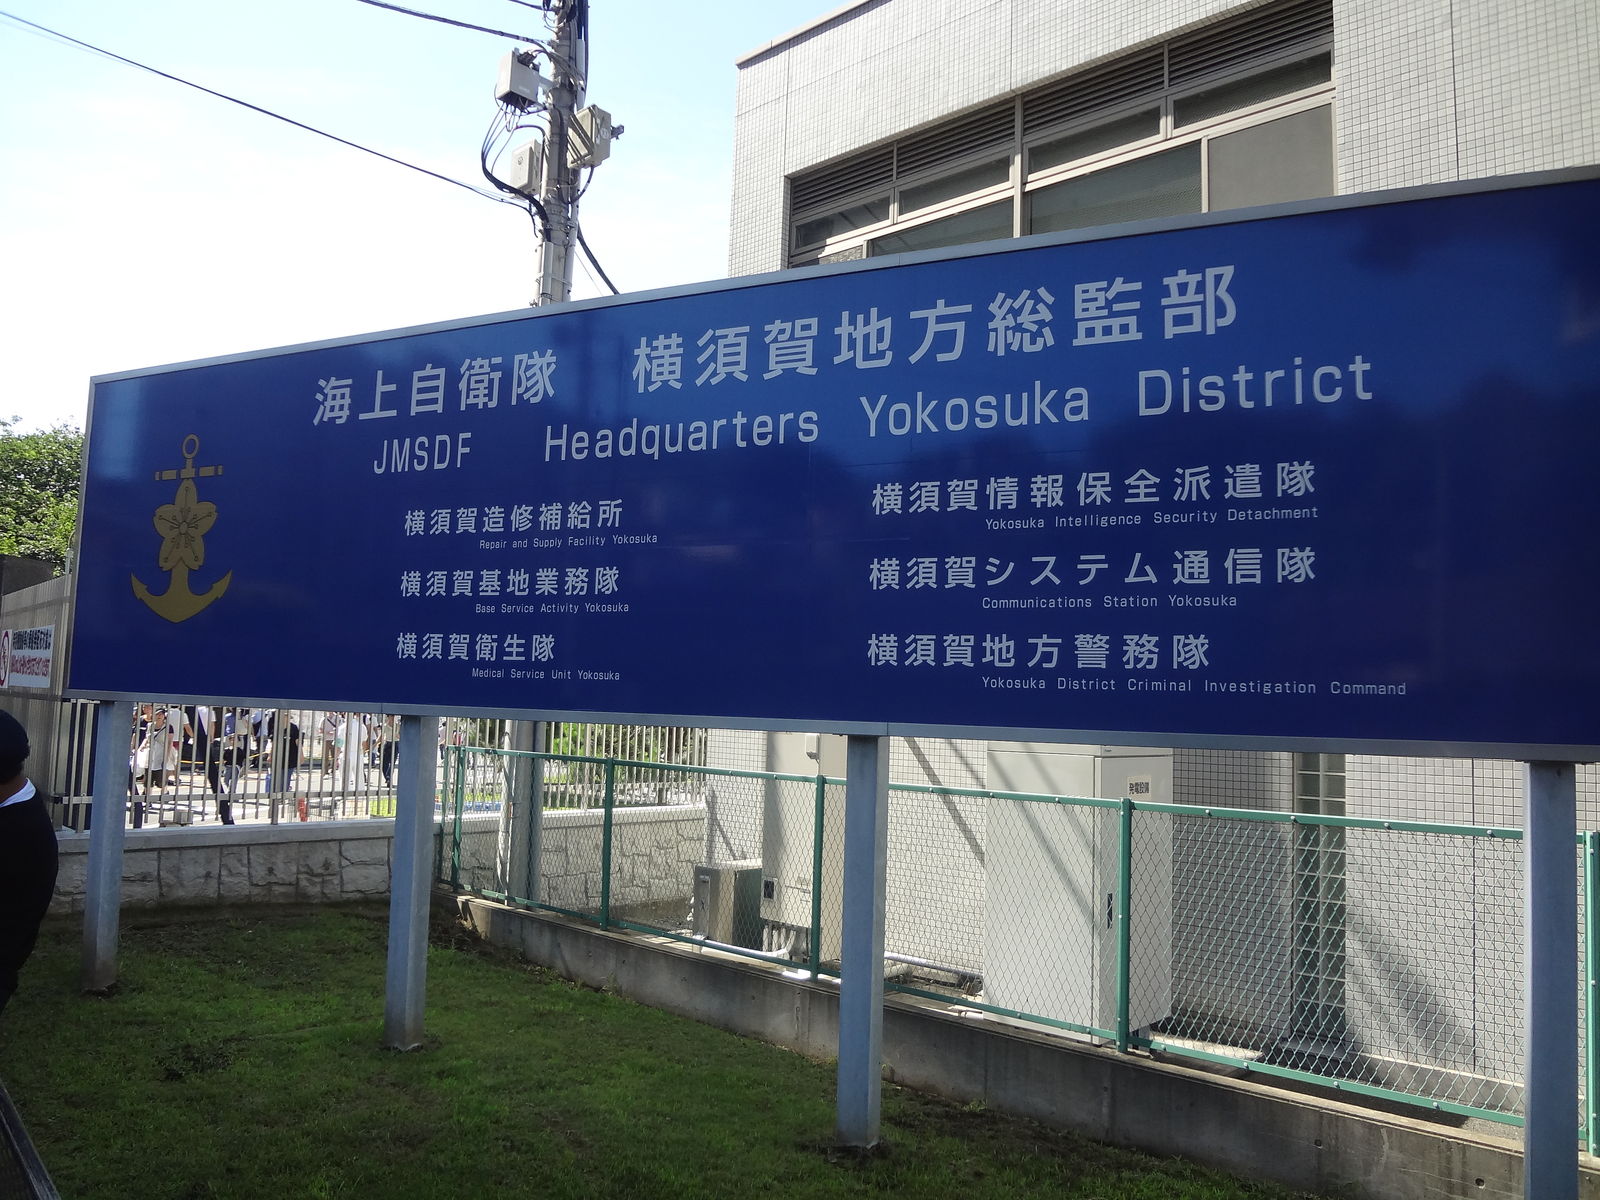 海上自衛隊 横須賀地方総監部
JMSDF Headquarters Yokosuka District
横須賀造修補給所
Repair and Supply Facility Yokosuka
横須賀基地業務隊
Base Service Activity Yokosuka
横須賀衛生隊
Medical Service Unit Yokosuka
横須賀情報保全派遣隊
Yokosuka Intelligence Security Detachment
横須賀システム通信隊
Communications Station Yokosuka
横須賀地方警務隊
Yokosuka District Criminal Investigation Command
発電設備